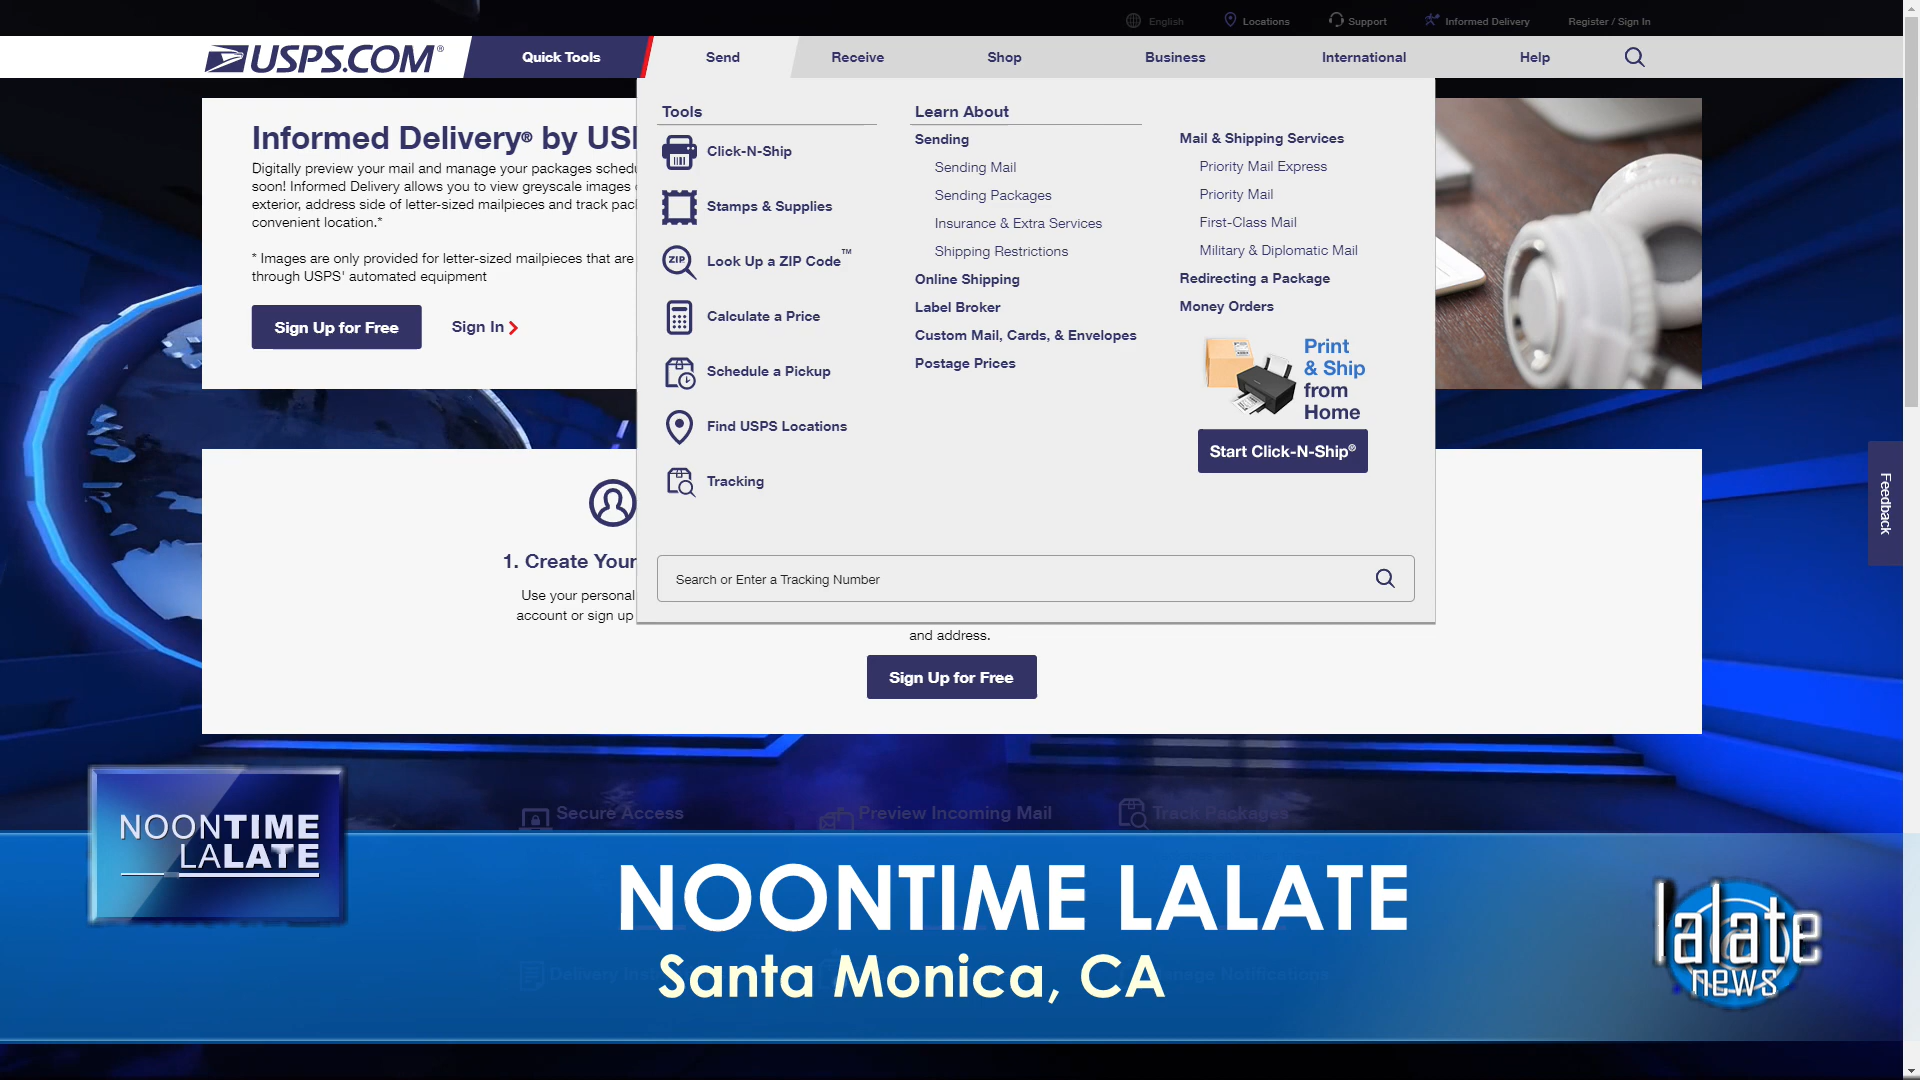 English
Locations
Support
Informed Delivery
Register / Sign In
USPS.COM®
Quick Tools
Send
Receive
Shop
Business
International
Help
Informed Delivery® by USI
Digitally preview your mail and manage your packages schedu
soon! Informed Delivery allows you to view greyscale images
exterior, address side of letter-sized mailpieces and track pac
convenient location.*
* Images are only provided for letter-sized mailpieces that are
through USPS' automated equipment
Sign Up for Free
Sign In
Tools
Click-N-Ship
Stamps & Supplies
ZIP
Look Up a ZIP Code™
Calculate a Price
Schedule a Pickup
Find USPS Locations
Tracking
Learn About
Sending
Sending Mail
Sending Packages
Insurance & Extra Services
Shipping Restrictions
Online Shipping
Label Broker
Custom Mail, Cards, & Envelopes
Postage Prices
Mail & Shipping Services
Priority Mail Express
Priority Mail
First-Class Mail
Military & Diplomatic Mail
Redirecting a Package
Money Orders
Print
& Ship
from
Home
Start Click-N-Ship®
Search or Enter a Tracking Number
Feedback
1. Create Your
Use your personal
account or sign up
and address.
Sign Up for Free
Secure Access
Preview Incoming Mail
Track Packages
NOONTIME
LALATE
NOONTIME LALATE
Delivery
Notifications
Santa Monica, CA
lalate
news